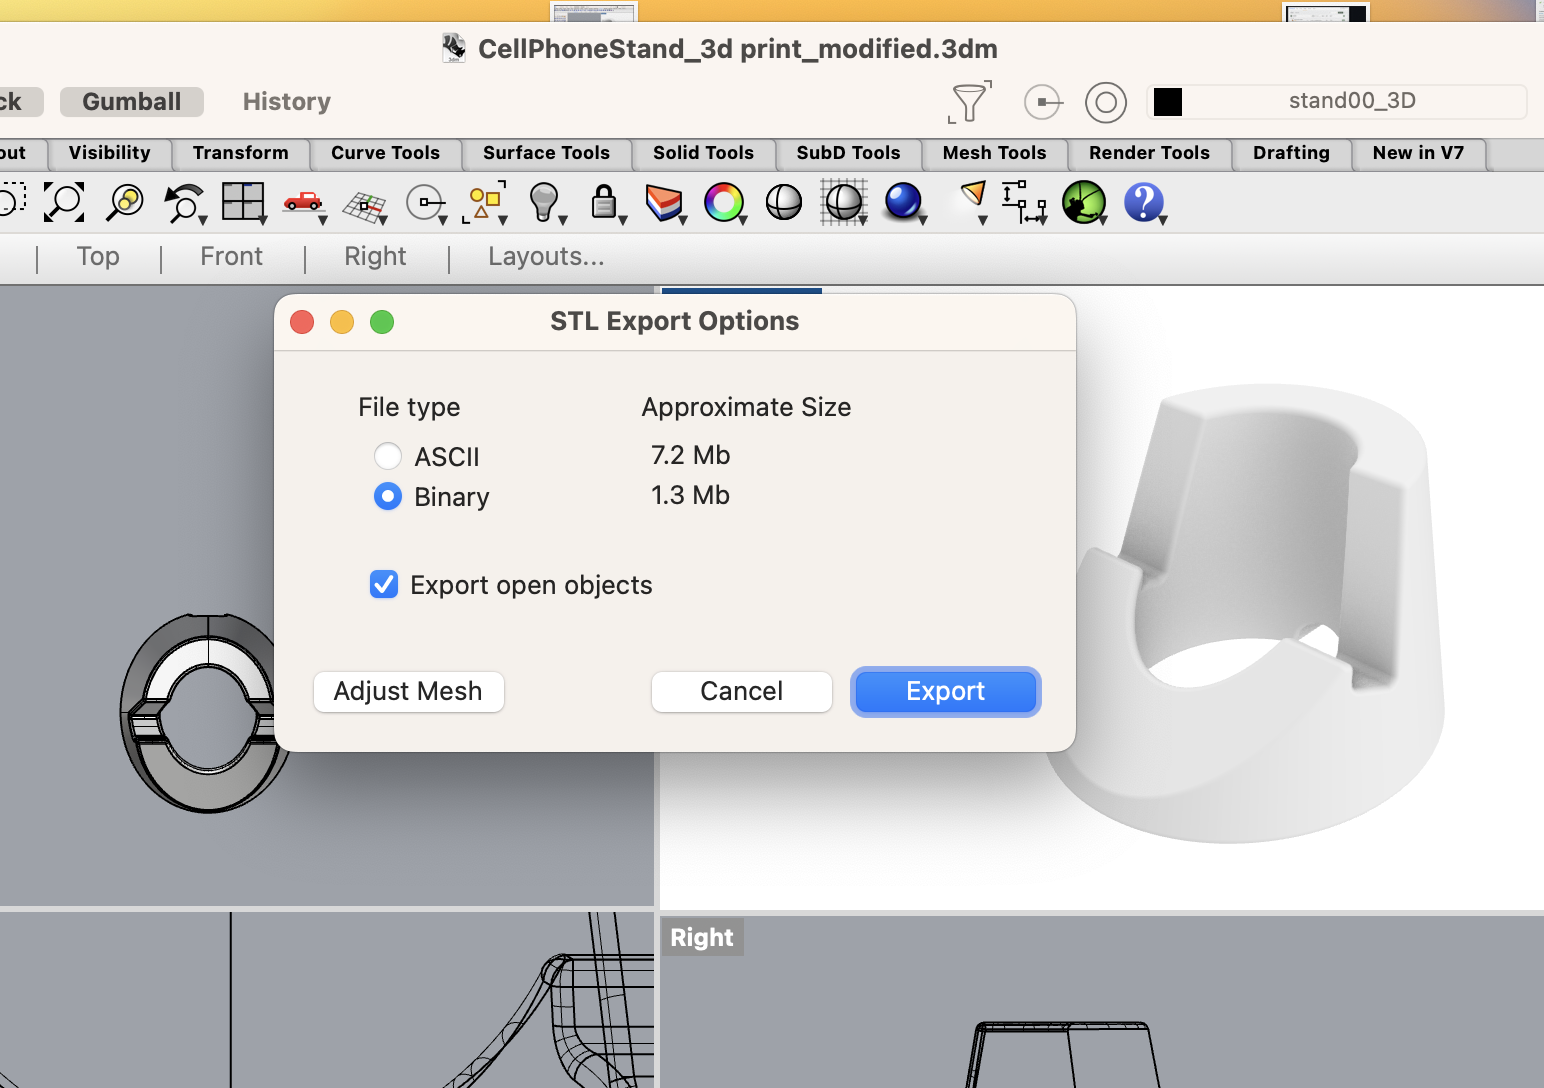 CellPhoneStand_3d print_modified.3dm
ck Gumball History stand00_3D
out Visibility Transform Curve Tools Surface Tools Solid Tools SubD Tools Mesh Tools Render Tools Drafting New in V7
Top Front Right Layouts...
STL Export Options
File type Approximate Size
ASCII 7.2 Mb
Binary 1.3 Mb
Export open objects
Adjust Mesh Cancel Export
Right